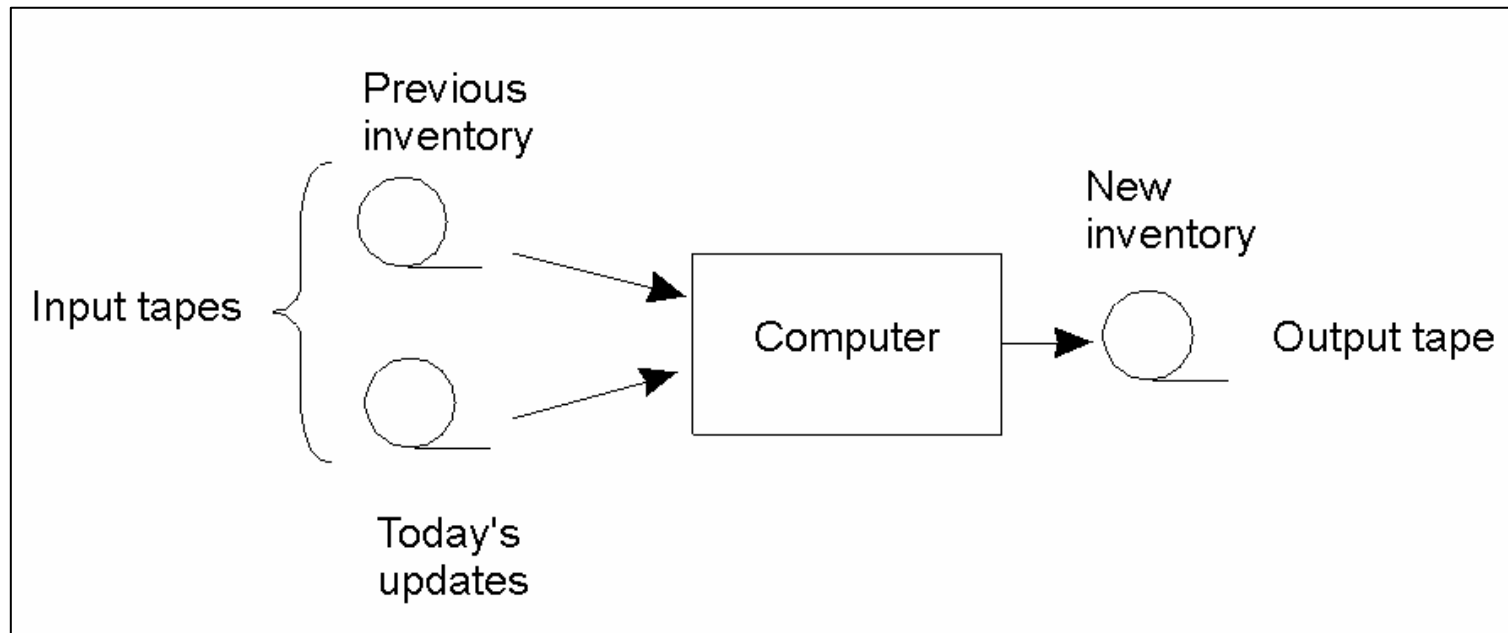 Previous
inventory
Input tapes
Today's
updates
Computer
New
inventory
Output tape